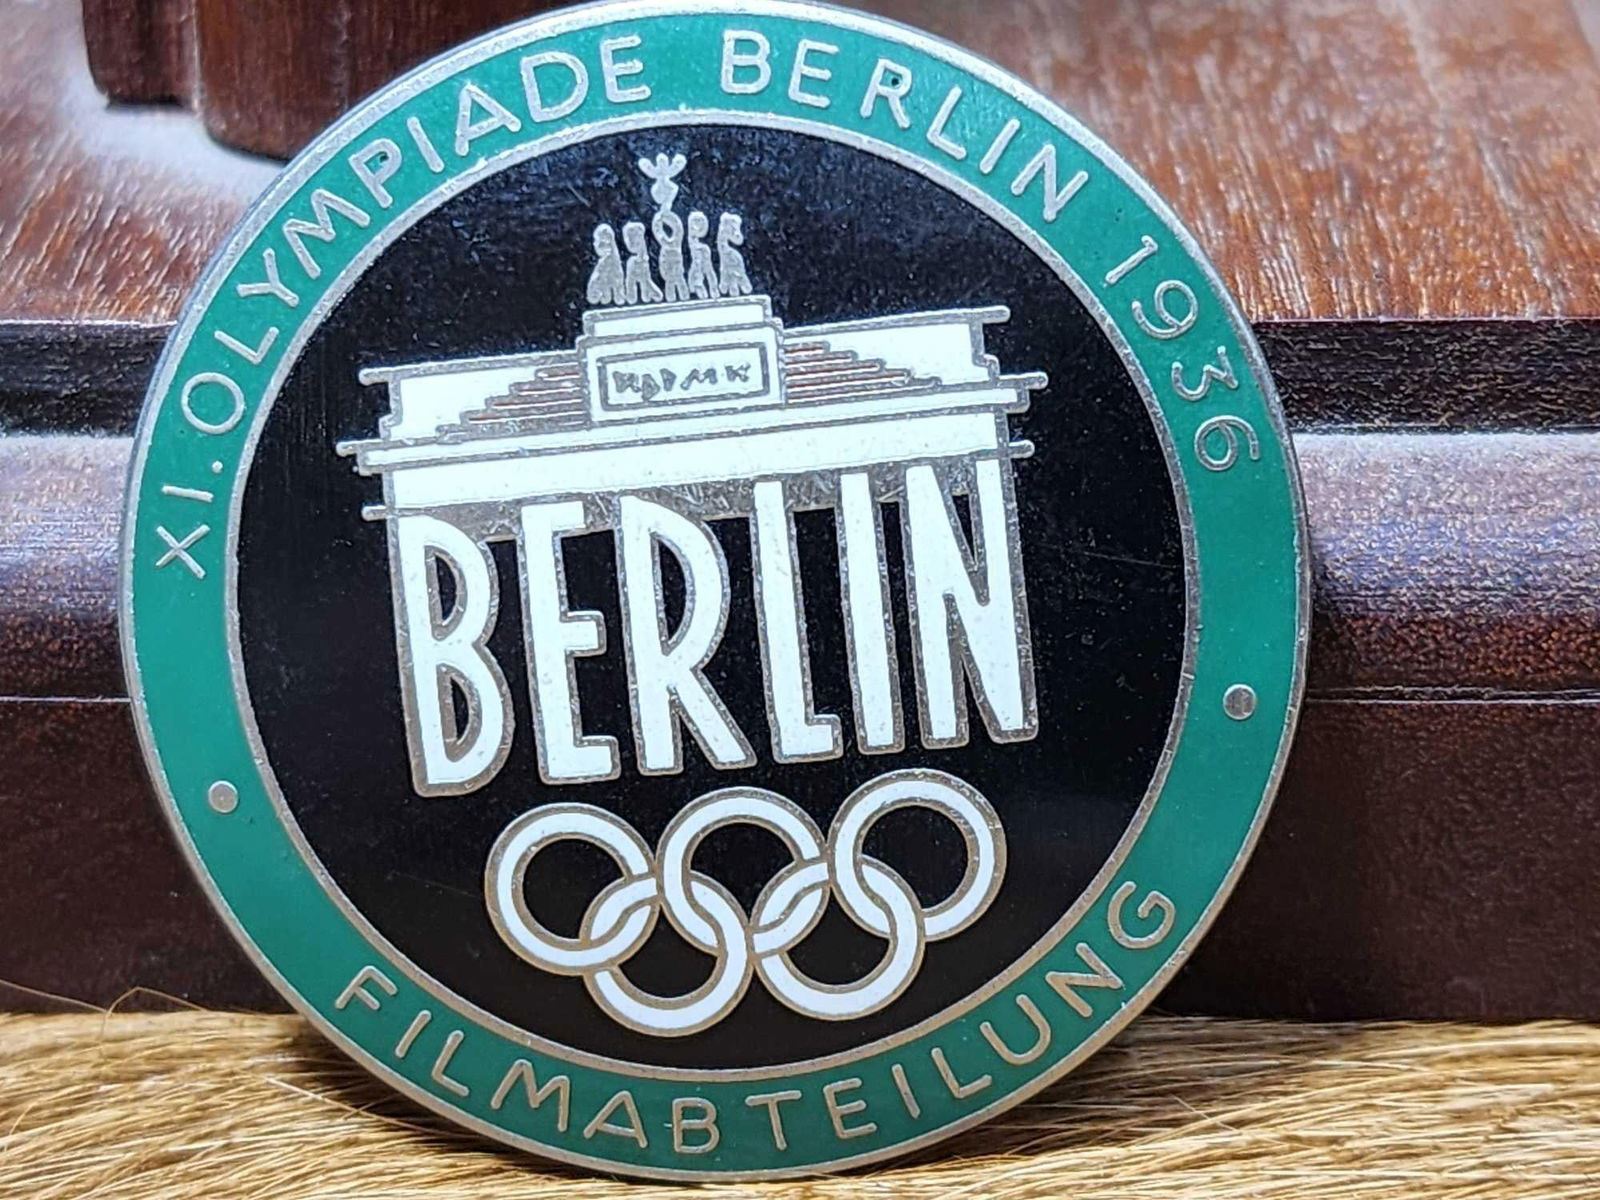 XI. OLYMPIADE BERLIN 1936
BERLIN
FILMABTEILUNG